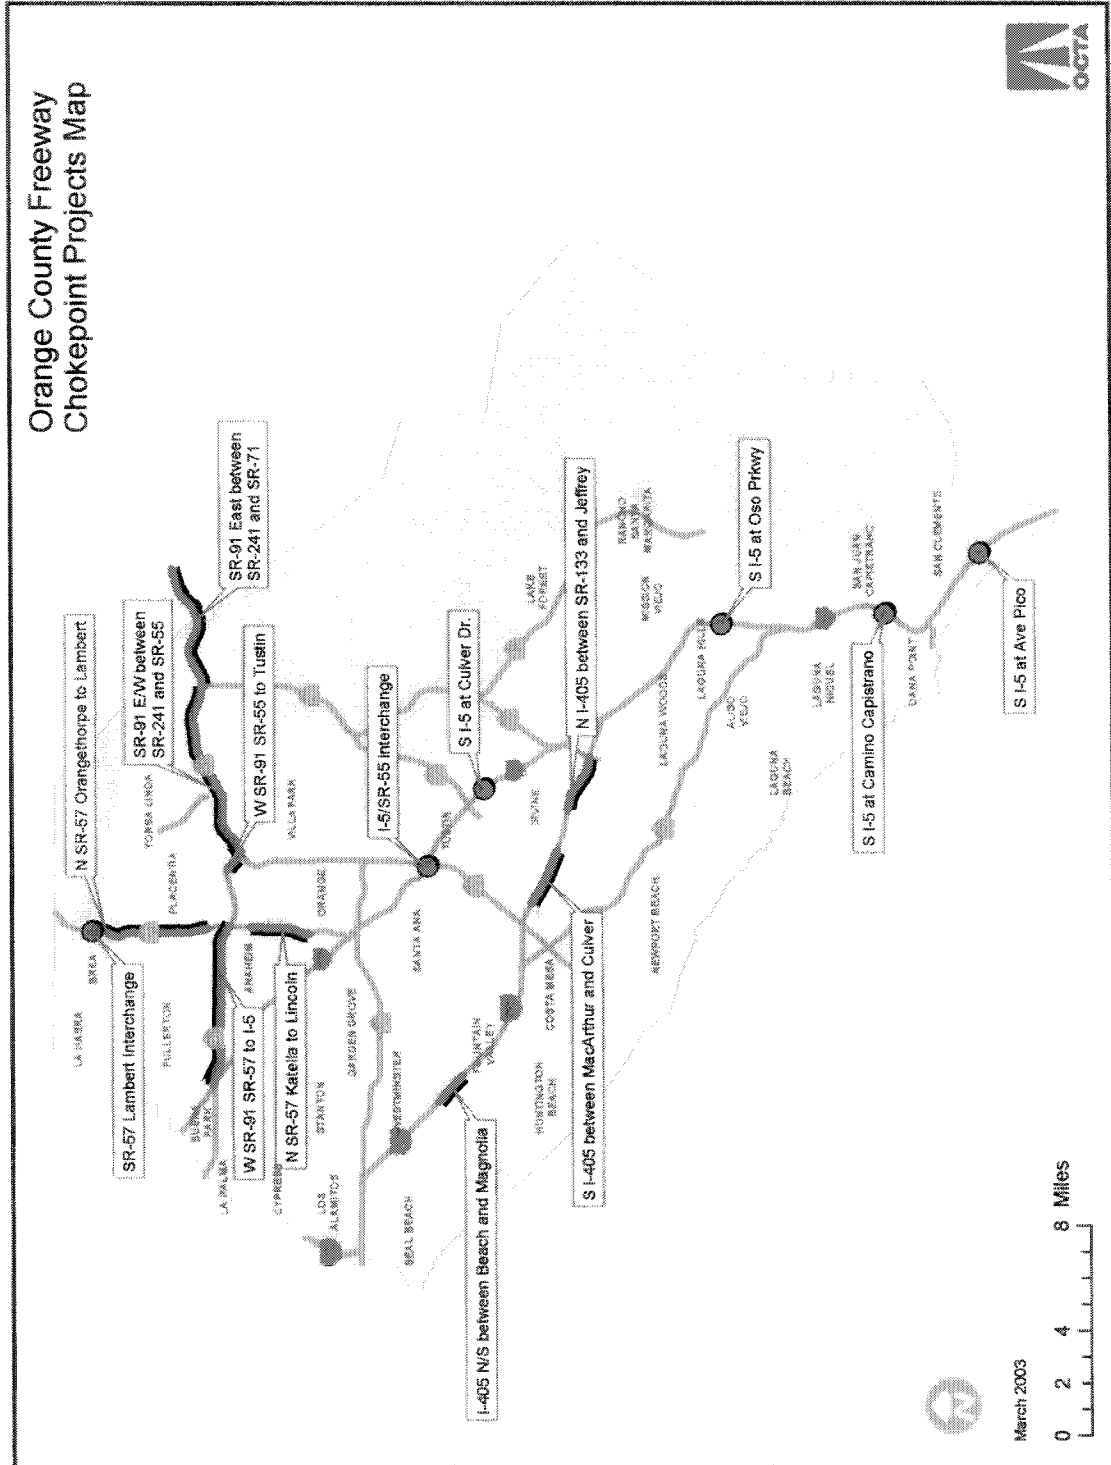 Orange County Freeway
Chokepoint Projects Map
SR-57 Lambert Interchange
N SR-57 Orangethorpe to Lambert
SR-91 E/W between
SR-241 and SR-55
SR-91 East between
SR-241 and SR-71
W SR-91 SR-55 to Tustin
W SR-91 SR-57 to I-5
N SR-57 Katella to Lincoln
I-5/SR-55 Interchange
S I-5 at Culver Dr.
I-405 N/S between Beach and Magnolia
S I-405 between MacArthur and Culver
N I-405 between SR-133 and Jeffrey
S I-5 at Oso Prkwy
S I-5 at Camino Capistrano
S I-5 at Ave Pico
LA HABRA
BREA
FULLERTON
PLACENTIA
YORBA LINDA
BUENA
PARK
LA PALMA
ANAHEIM
CYPRESS
STANTON
ORANGE
VILLA PARK
LOS
ALAMITOS
GARDEN GROVE
SEAL BEACH
WESTMINSTER
SANTA ANA
TUSTIN
FOUNTAIN
VALLEY
HUNTINGTON
BEACH
COSTA MESA
IRVINE
LAKE
FOREST
NEWPORT BEACH
LAGUNA WOODS
LAGUNA HILLS
MISSION
VIEJO
RANCHO
SANTA
MARGARITA
ALISO
VIEJO
LAGUNA
BEACH
LAGUNA
NIGUEL
SAN JUAN
CAPISTRANO
DANA POINT
SAN CLEMENTE
N
March 2003
0 2 4 8 Miles
OCTA